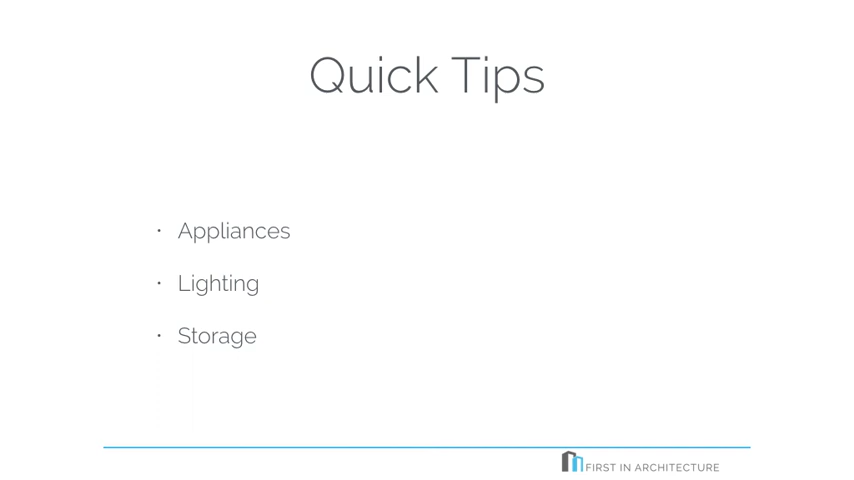 Quick Tips
· Appliances
· Lighting
· Storage
FIRST IN ARCHITECTURE